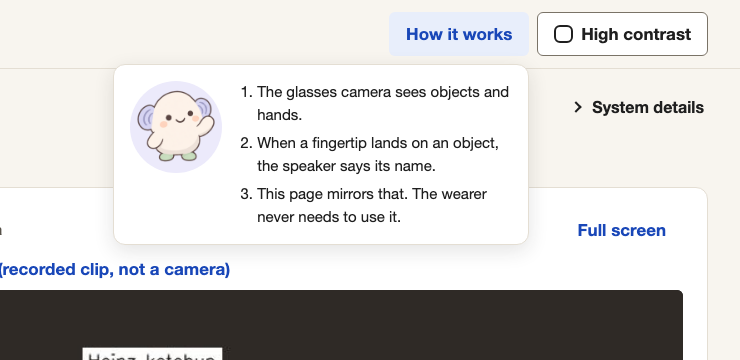 How it works
High contrast
1. The glasses camera sees objects and
hands.
2. When a fingertip lands on an object,
the speaker says its name.
3. This page mirrors that. The wearer
never needs to use it.
System details
Full screen
(recorded clip, not a camera)
Heinz ketchup